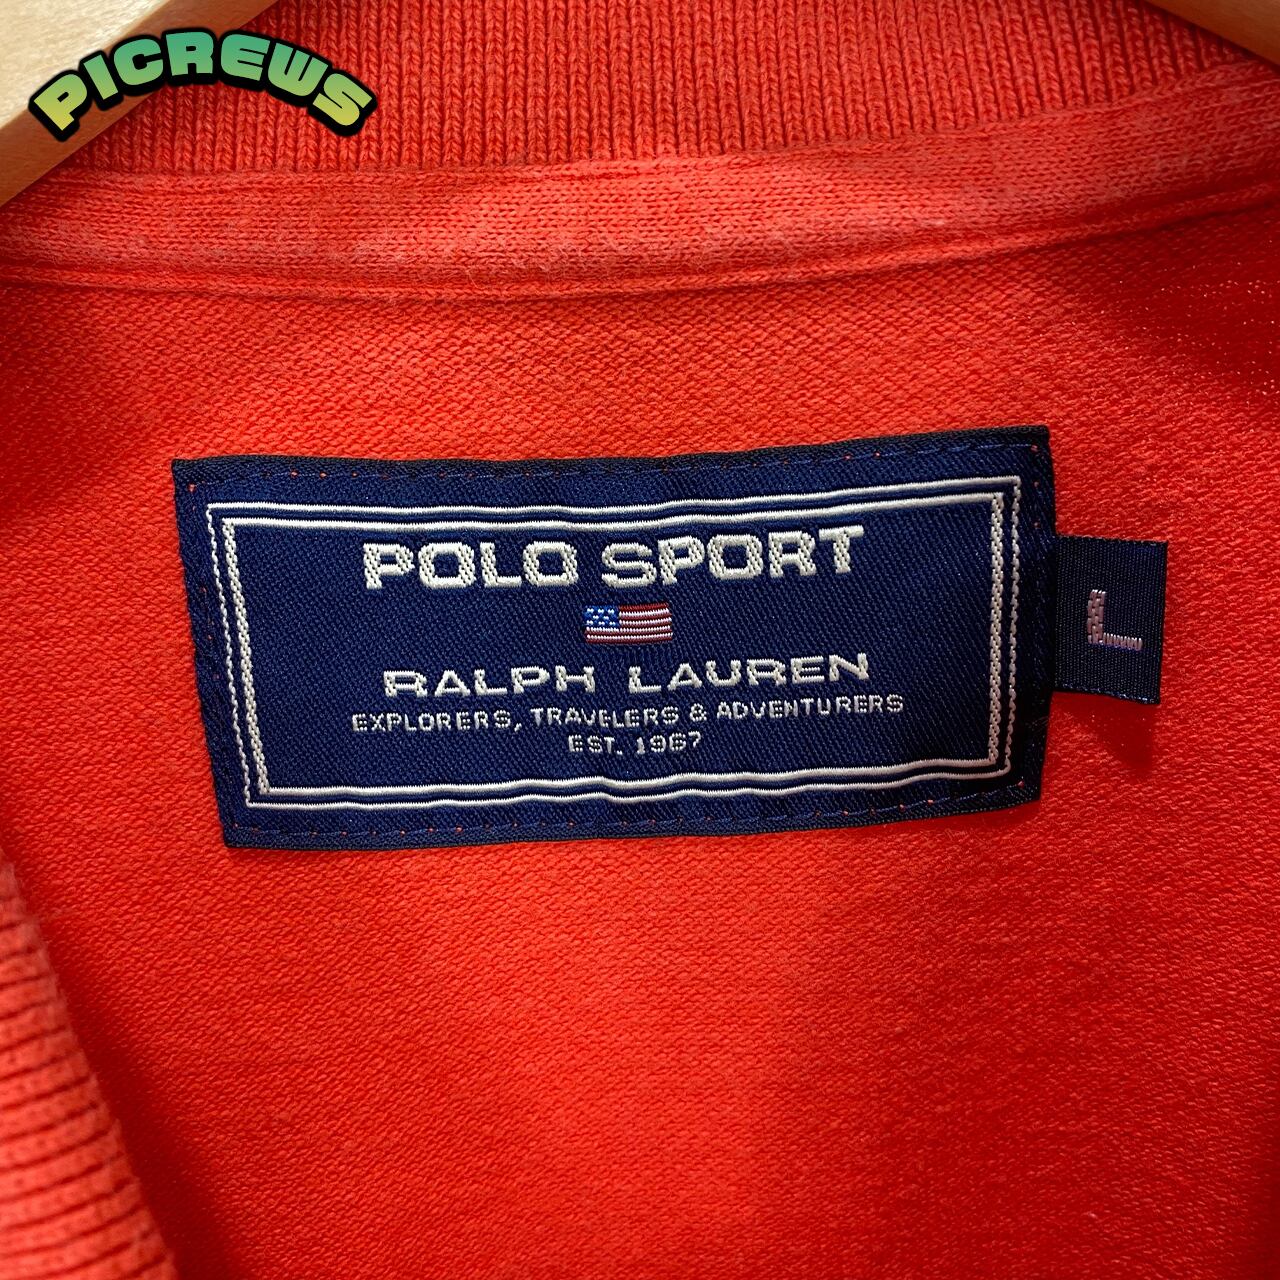 PICREWS
POLO SPORT
RALPH LAUREN
EXPLORERS, TRAVELERS & ADVENTURERS
EST. 1967
L